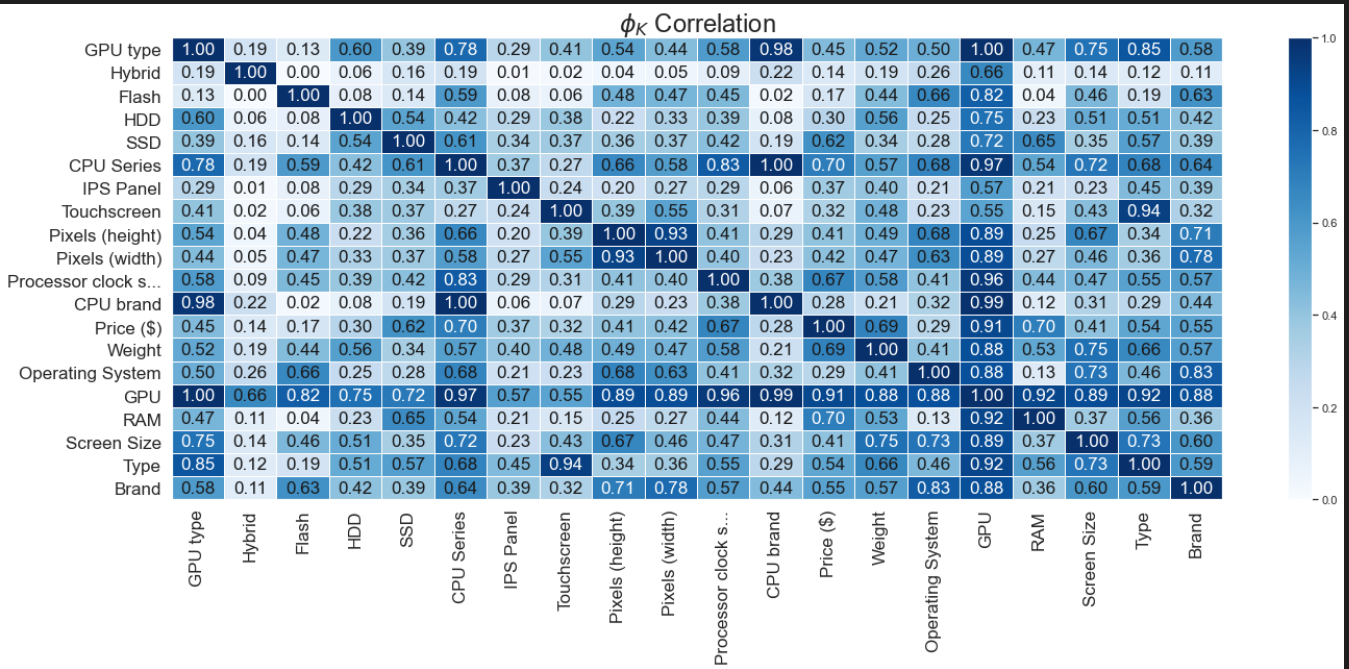 ϕK Correlation
GPU type 1.00 0.19 0.13 0.60 0.39 0.78 0.29 0.41 0.54 0.44 0.58 0.98 0.45 0.52 0.50 1.00 0.47 0.75 0.85 0.58
Hybrid 0.19 1.00 0.00 0.06 0.16 0.19 0.01 0.02 0.04 0.05 0.09 0.22 0.14 0.19 0.26 0.66 0.11 0.14 0.12 0.11
Flash 0.13 0.00 1.00 0.08 0.14 0.59 0.08 0.06 0.48 0.47 0.45 0.02 0.17 0.44 0.66 0.82 0.04 0.46 0.19 0.63
HDD 0.60 0.06 0.08 1.00 0.54 0.42 0.29 0.38 0.22 0.33 0.39 0.08 0.30 0.56 0.25 0.75 0.23 0.51 0.51 0.42
SSD 0.39 0.16 0.14 0.54 1.00 0.61 0.34 0.37 0.36 0.37 0.42 0.19 0.62 0.34 0.28 0.72 0.65 0.35 0.57 0.39
CPU Series 0.78 0.19 0.59 0.42 0.61 1.00 0.37 0.27 0.66 0.58 0.83 1.00 0.70 0.57 0.68 0.97 0.54 0.72 0.68 0.64
IPS Panel 0.29 0.01 0.08 0.29 0.34 0.37 1.00 0.24 0.20 0.27 0.29 0.06 0.37 0.40 0.21 0.57 0.21 0.23 0.45 0.39
Touchscreen 0.41 0.02 0.06 0.38 0.37 0.27 0.24 1.00 0.39 0.55 0.31 0.07 0.32 0.48 0.23 0.55 0.15 0.43 0.94 0.32
Pixels (height) 0.54 0.04 0.48 0.22 0.36 0.66 0.20 0.39 1.00 0.93 0.41 0.29 0.41 0.49 0.68 0.89 0.25 0.67 0.34 0.71
Pixels (width) 0.44 0.05 0.47 0.33 0.37 0.58 0.27 0.55 0.93 1.00 0.40 0.23 0.42 0.47 0.63 0.89 0.27 0.46 0.36 0.78
Processor clock s... 0.58 0.09 0.45 0.39 0.42 0.83 0.29 0.31 0.41 0.40 1.00 0.38 0.67 0.58 0.41 0.96 0.44 0.47 0.55 0.57
CPU brand 0.98 0.22 0.02 0.08 0.19 1.00 0.06 0.07 0.29 0.23 0.38 1.00 0.28 0.21 0.32 0.99 0.12 0.31 0.29 0.44
Price ($) 0.45 0.14 0.17 0.30 0.62 0.70 0.37 0.32 0.41 0.42 0.67 0.28 1.00 0.69 0.29 0.91 0.70 0.41 0.54 0.55
Weight 0.52 0.19 0.44 0.56 0.34 0.57 0.40 0.48 0.49 0.47 0.58 0.21 0.69 1.00 0.41 0.88 0.53 0.75 0.66 0.57
Operating System 0.50 0.26 0.66 0.25 0.28 0.68 0.21 0.23 0.68 0.63 0.41 0.32 0.29 0.41 1.00 0.88 0.13 0.73 0.46 0.83
GPU 1.00 0.66 0.82 0.75 0.72 0.97 0.57 0.55 0.89 0.89 0.96 0.99 0.91 0.88 0.88 1.00 0.92 0.89 0.92 0.88
RAM 0.47 0.11 0.04 0.23 0.65 0.54 0.21 0.15 0.25 0.27 0.44 0.12 0.70 0.53 0.13 0.92 1.00 0.37 0.56 0.36
Screen Size 0.75 0.14 0.46 0.51 0.35 0.72 0.23 0.43 0.67 0.46 0.47 0.31 0.41 0.75 0.73 0.89 0.37 1.00 0.73 0.60
Type 0.85 0.12 0.19 0.51 0.57 0.68 0.45 0.94 0.34 0.36 0.55 0.29 0.54 0.66 0.46 0.92 0.56 0.73 1.00 0.59
Brand 0.58 0.11 0.63 0.42 0.39 0.64 0.39 0.32 0.71 0.78 0.57 0.44 0.55 0.57 0.83 0.88 0.36 0.60 0.59 1.00
GPU type
Hybrid
Flash
HDD
SSD
CPU Series
IPS Panel
Touchscreen
Pixels (height)
Pixels (width)
Processor clock s...
CPU brand
Price ($)
Weight
Operating System
GPU
RAM
Screen Size
Type
Brand
1.0
0.8
0.6
0.4
0.2
0.0